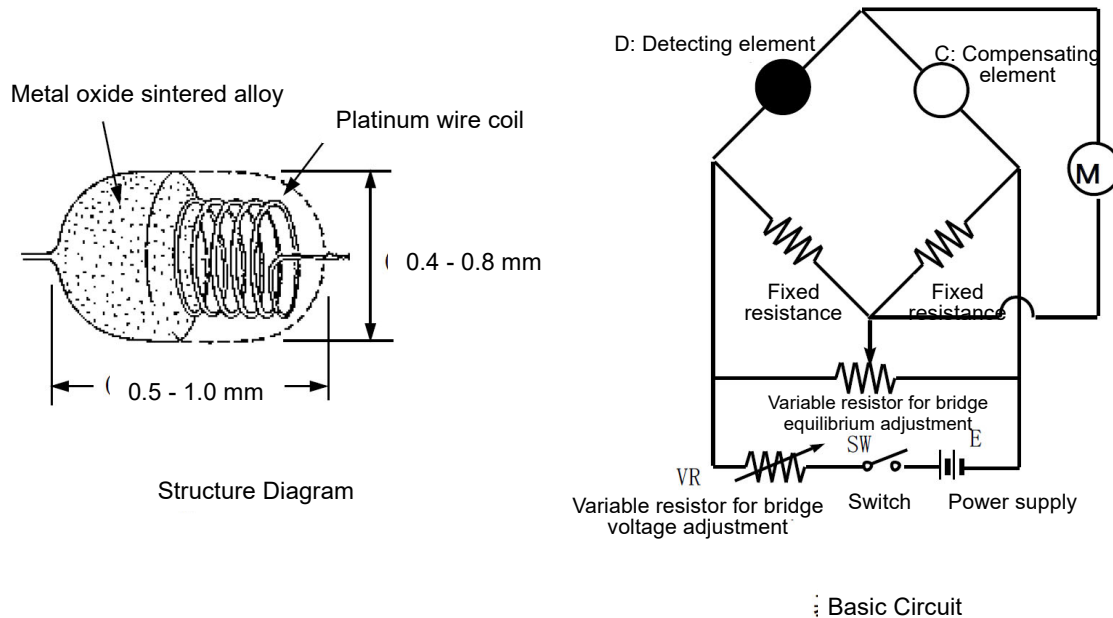 Metal oxide sintered alloy
Platinum wire coil
( 0.4 - 0.8 mm
( 0.5 - 1.0 mm
Structure Diagram
D: Detecting element
C: Compensating
element
M
Fixed
resistance
Fixed
resistance
Variable resistor for bridge
equilibrium adjustment
SW
E
VR
Variable resistor for bridge
voltage adjustment
Switch
Power supply
Basic Circuit